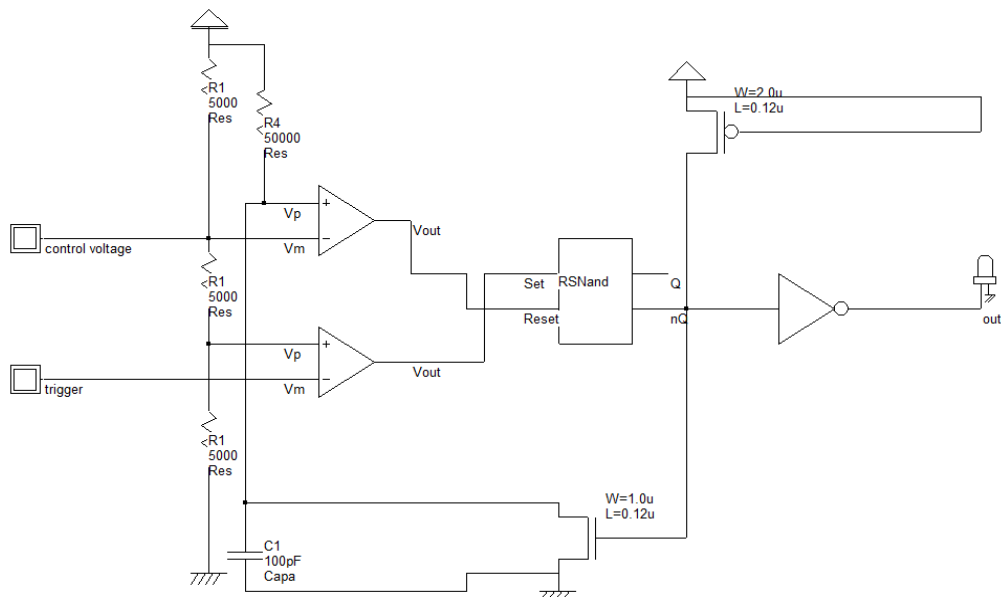 R1
5000
Res
R4
50000
Res
W=2.0u
L=0.12u
Vp
Vout
control voltage
Vm
R1
5000
Res
Set
RSNand
Q
Reset
nQ
out
Vp
Vout
trigger
Vm
R1
5000
Res
W=1.0u
L=0.12u
C1
100pF
Capa